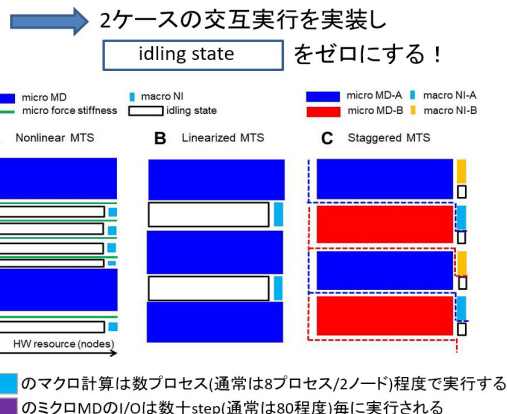 2ケースの交互実行を実装し
idling state をゼロにする！
micro MD macro NI
micro force stiffness idling state
micro MD-A macro NI-A
micro MD-B macro NI-B
Nonlinear MTS
B Linearized MTS
C Staggered MTS
HW resource (nodes)
のマクロ計算は数プロセス(通常は8プロセス/2ノード)程度で実行する
のミクロMDのI/Oは数十step(通常は80程度)毎に実行される